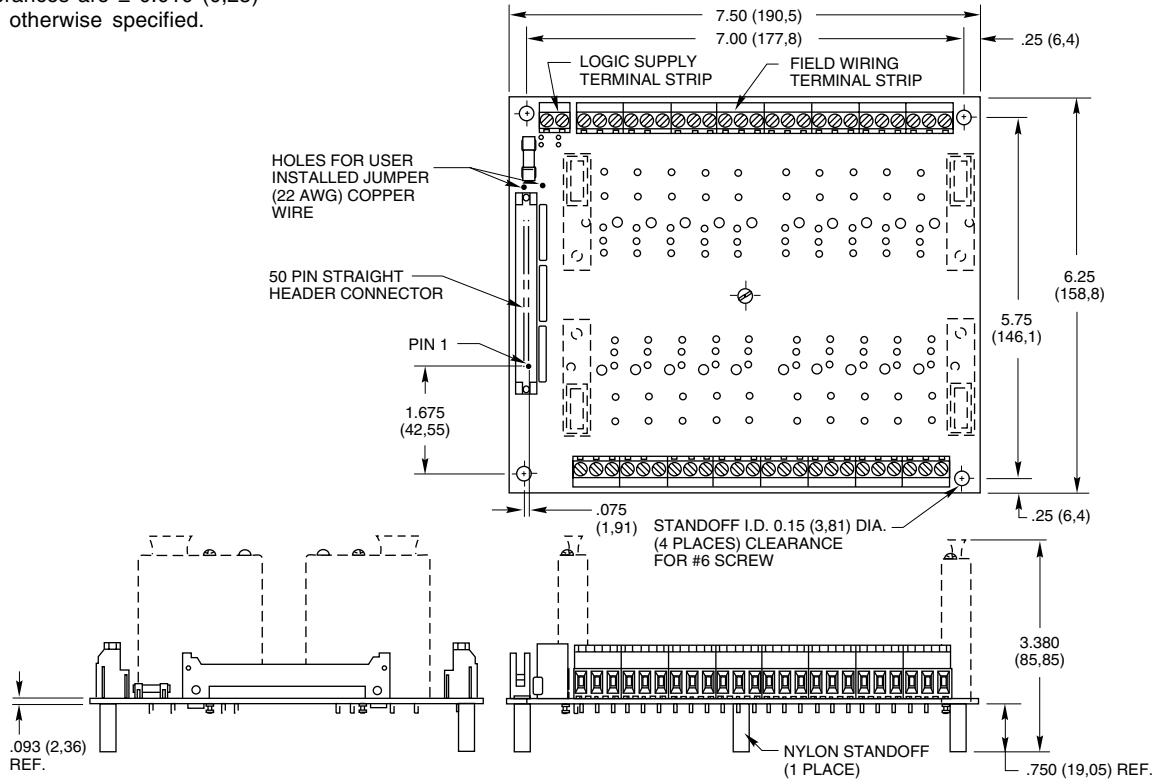 otherwise specified.
7.50 (190,5)
7.00 (177,8)
.25 (6,4)
LOGIC SUPPLY
TERMINAL STRIP
FIELD WIRING
TERMINAL STRIP
HOLES FOR USER
INSTALLED JUMPER
(22 AWG) COPPER
WIRE
50 PIN STRAIGHT
HEADER CONNECTOR
PIN 1
1.675
(42,55)
6.25
(158,8)
5.75
(146,1)
.075
(1,91)
STANDOFF I.D. 0.15 (3,81) DIA.
(4 PLACES) CLEARANCE
FOR #6 SCREW
.25 (6,4)
3.380
(85,85)
.093 (2,36)
REF.
NYLON STANDOFF
(1 PLACE)
.750 (19,05) REF.